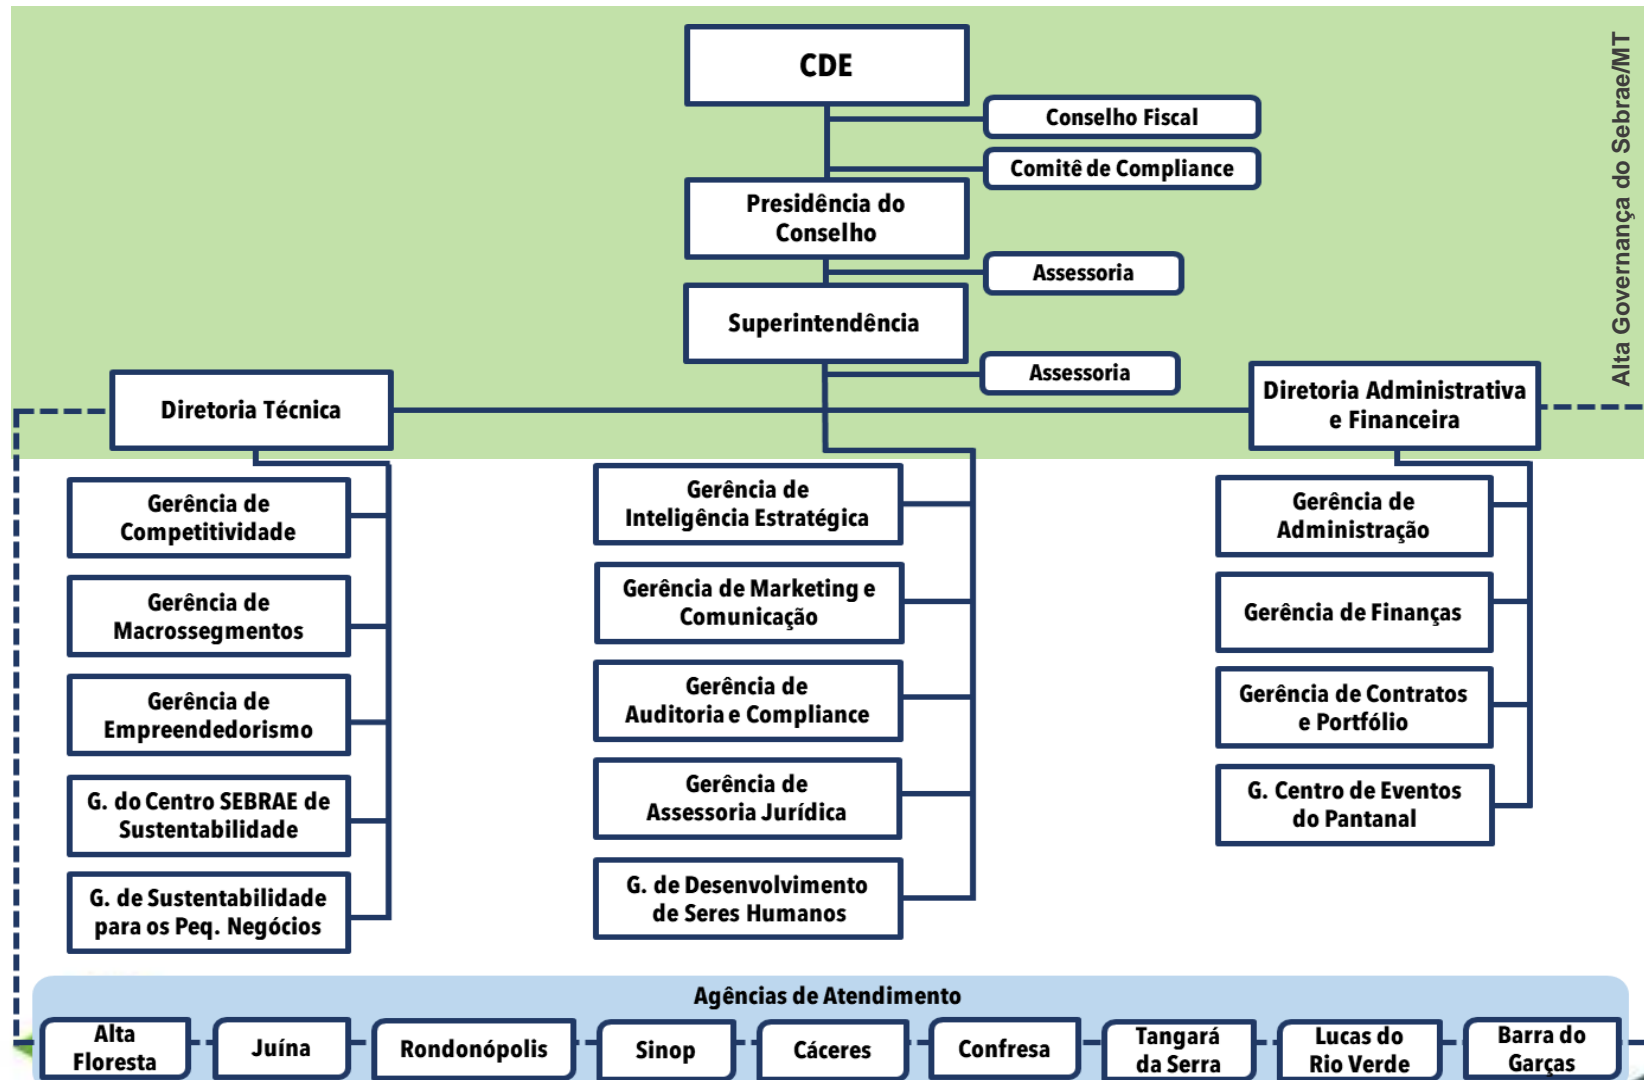 CDE
Conselho Fiscal
Comitê de Compliance
Presidência do
Conselho
Assessoria
Superintendência
Assessoria
Alta Governança do Sebrae/MT
Diretoria Técnica
Diretoria Administrativa
e Financeira
Gerência de
Competitividade
Gerência de
Macrossegmentos
Gerência de
Empreendedorismo
G. do Centro SEBRAE de
Sustentabilidade
G. de Sustentabilidade
para os Peq. Negócios
Gerência de
Inteligência Estratégica
Gerência de Marketing e
Comunicação
Gerência de
Auditoria e Compliance
Gerência de
Assessoria Jurídica
G. de Desenvolvimento
de Seres Humanos
Gerência de
Administração
Gerência de Finanças
Gerência de Contratos
e Portfólio
G. Centro de Eventos
do Pantanal
Agências de Atendimento
Alta
Floresta
Juína
Rondonópolis
Sinop
Cáceres
Confresa
Tangará
da Serra
Lucas do
Rio Verde
Barra do
Garças